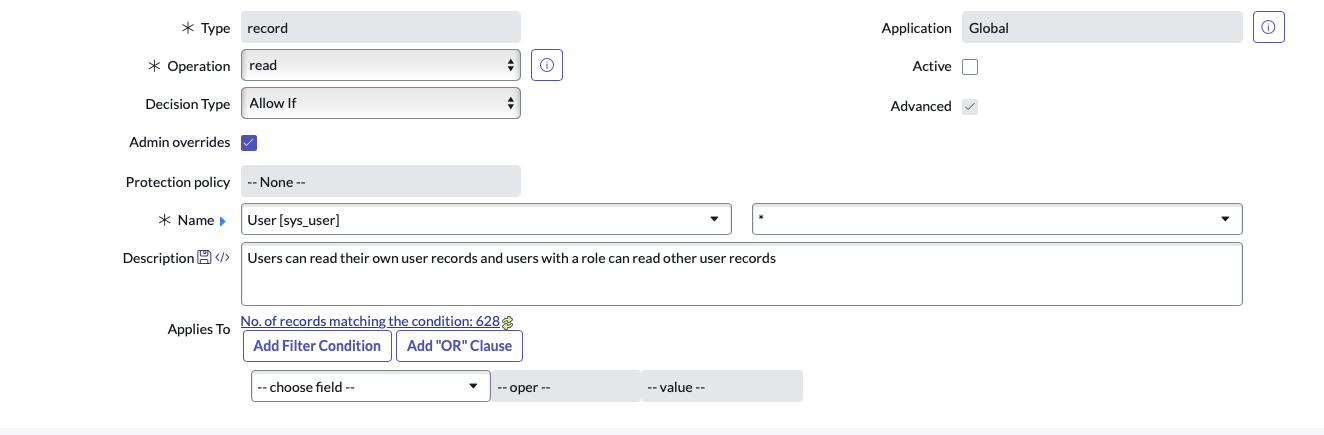 ✳ Type record Application Global
✳ Operation read Active
Decision Type Allow If Advanced
Admin overrides
Protection policy -- None --
✳ Name User [sys_user] *
Description </> Users can read their own user records and users with a role can read other user records
Applies To No. of records matching the condition: 628
Add Filter Condition Add "OR" Clause
-- choose field -- -- oper -- -- value --